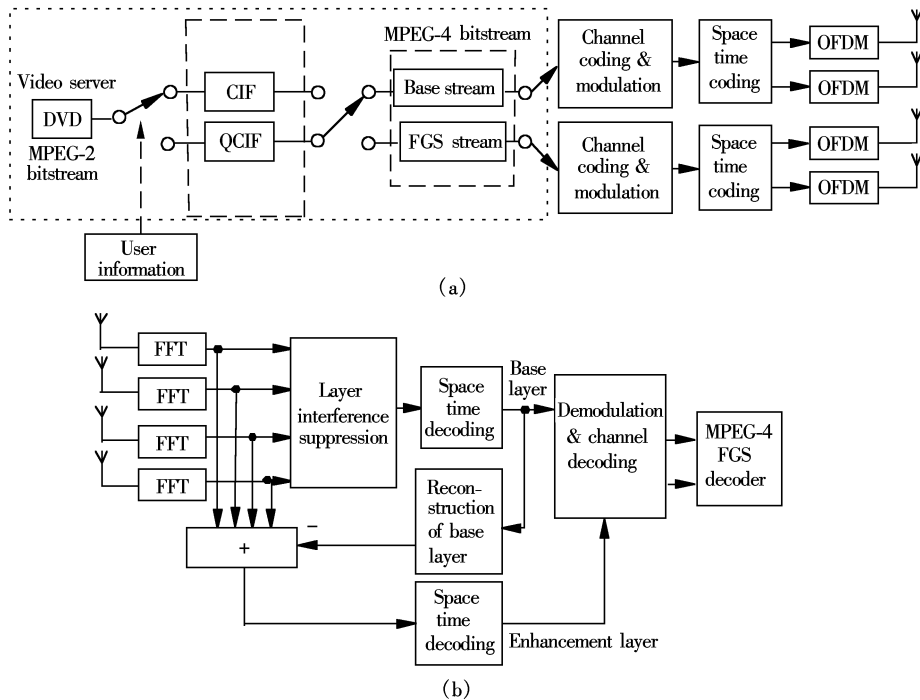 MPEG-4 bitstream
Video server
DVD
MPEG-2
bitstream
CIF
QCIF
Base stream
FGS stream
Channel
coding &
modulation
Space
time
coding
OFDM
OFDM
Channel
coding &
modulation
Space
time
coding
OFDM
OFDM
User
information
(a)
FFT
FFT
FFT
FFT
Layer
interference
suppression
Space
time
decoding
Base
layer
Demodulation
& channel
decoding
MPEG-4
FGS
decoder
Recon-
struction
of base
layer
−
+
Space
time
decoding
Enhancement layer
(b)